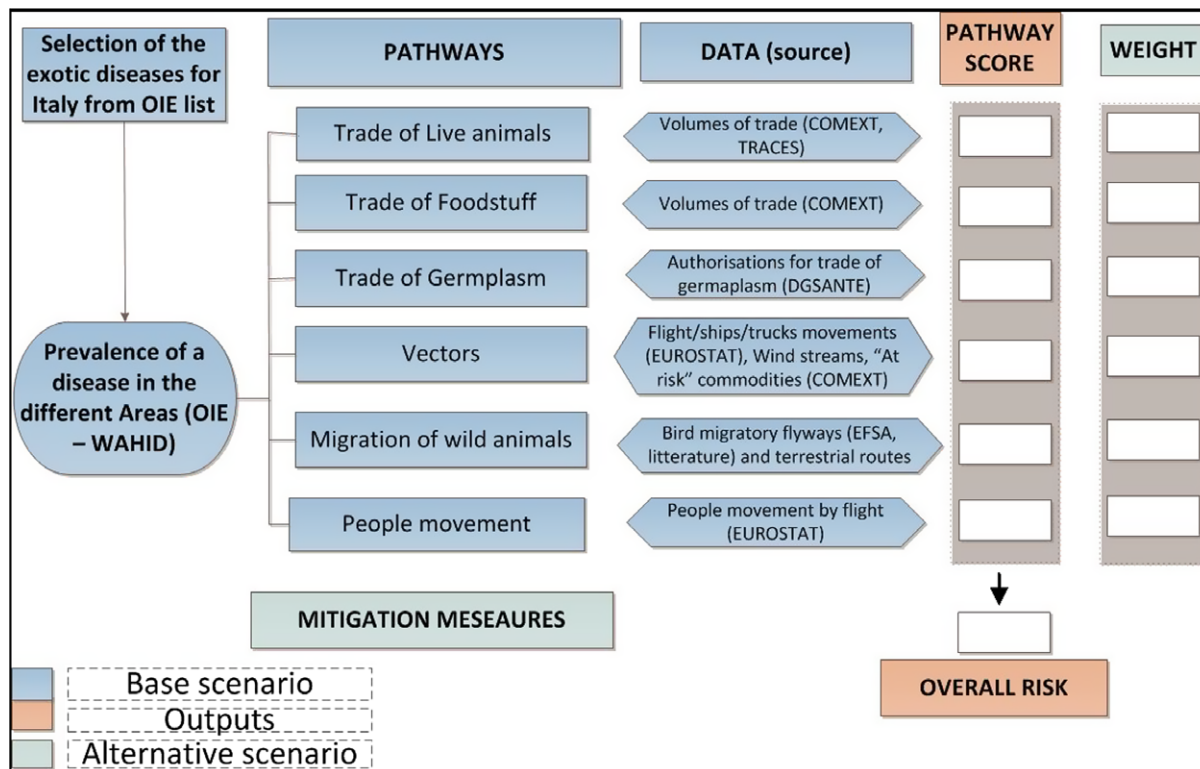 Selection of the
exotic diseases for
Italy from OIE list
PATHWAYS
DATA (source)
PATHWAY
SCORE
WEIGHT
Trade of Live animals
Volumes of trade (COMEXT,
TRACES)
Trade of Foodstuff
Volumes of trade (COMEXT)
Trade of Germplasm
Authorisations for trade of
germaplasm (DGSANTE)
Prevalence of a
disease in the
different Areas (OIE
– WAHID)
Vectors
Flight/ships/trucks movements
(EUROSTAT), Wind streams, “At
risk” commodities (COMEXT)
Migration of wild animals
Bird migratory flyways (EFSA,
litterature) and terrestrial routes
People movement
People movement by flight
(EUROSTAT)
MITIGATION MESEAURES
OVERALL RISK
Base scenario
Outputs
Alternative scenario